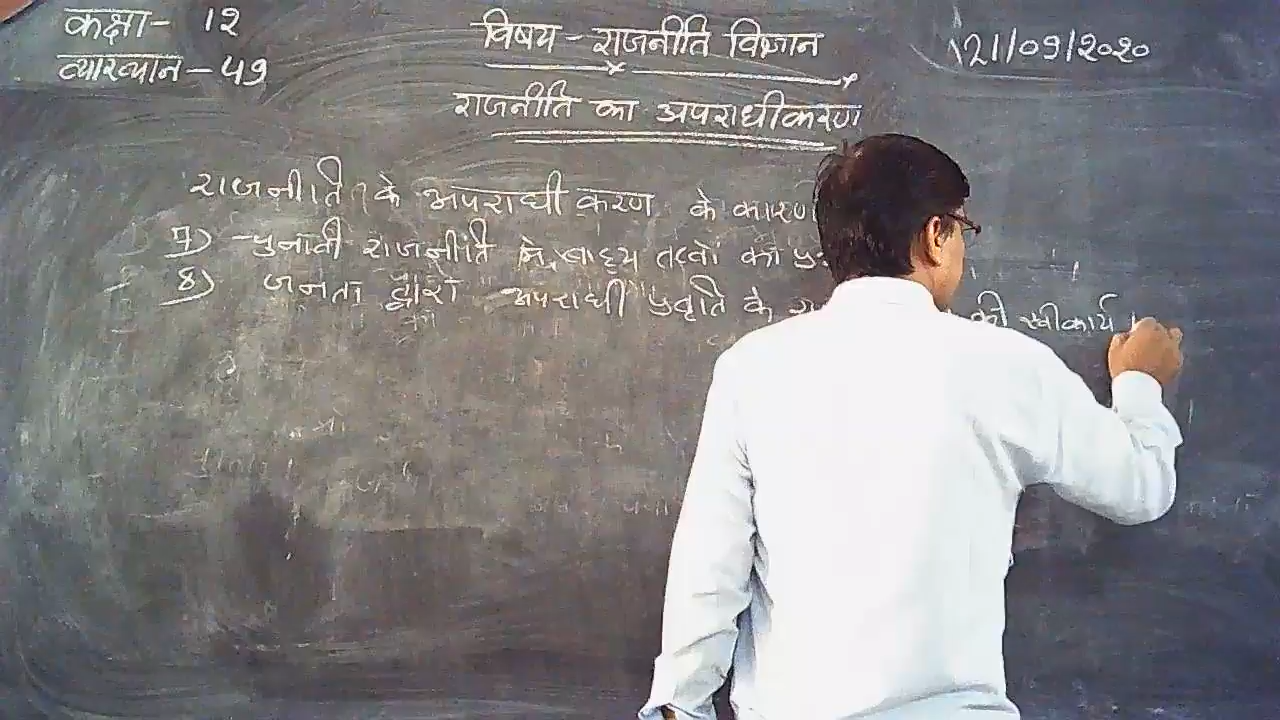 कक्षा - 12
विषय - राजनीति विज्ञान
21/09/2020
व्याख्यान - 49
राजनीति का अपराधीकरण
राजनीति के अपराधीकरण के कारण
7) चुनावी राजनीति में बाह्य तत्वों का
8) जनता द्वारा अपराधी प्रवृति के की स्वीकार्य